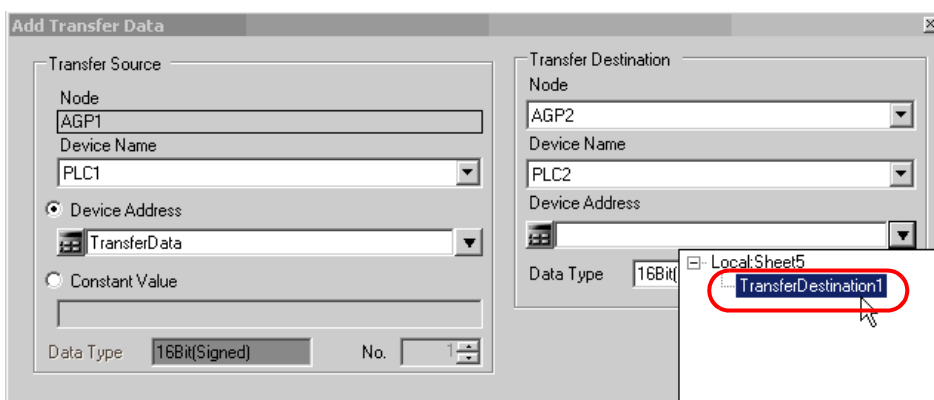 Add Transfer Data
Transfer Source
Node
AGP1
Device Name
PLC1
Device Address
TransferData
Constant Value
Data Type 16Bit(Signed) No. 1
Transfer Destination
Node
AGP2
Device Name
PLC2
Device Address
Data Type 16Bit(
Local:Sheet5
TransferDestination1